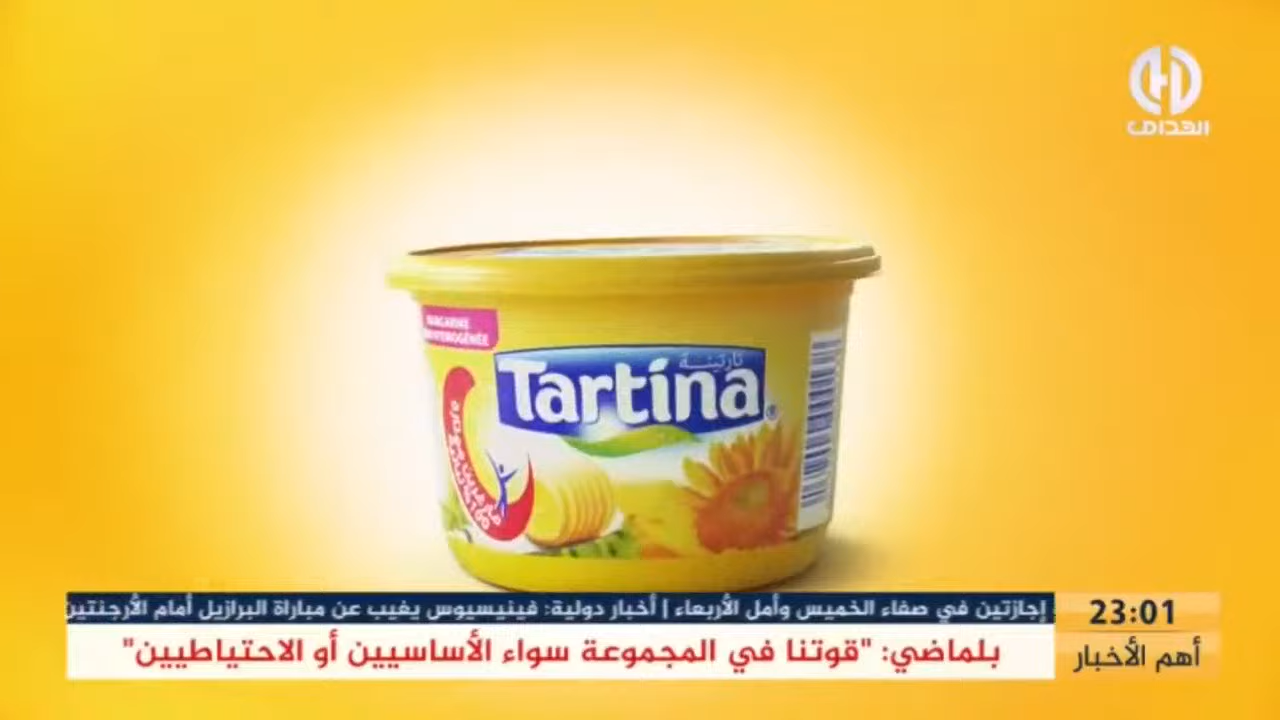 الهداف
MARGARINE
تارتينة
Tartina
®
23:01
إجازتين في صفاء الخميس وأمل الأربعاء | أخبار دولية: فينيسيوس يغيب عن مباراة البرازيل أمام الأرجنتين
أهم الأخبار
بلماضي: "قوتنا في المجموعة سواء الأساسيين أو الاحتياطيين"